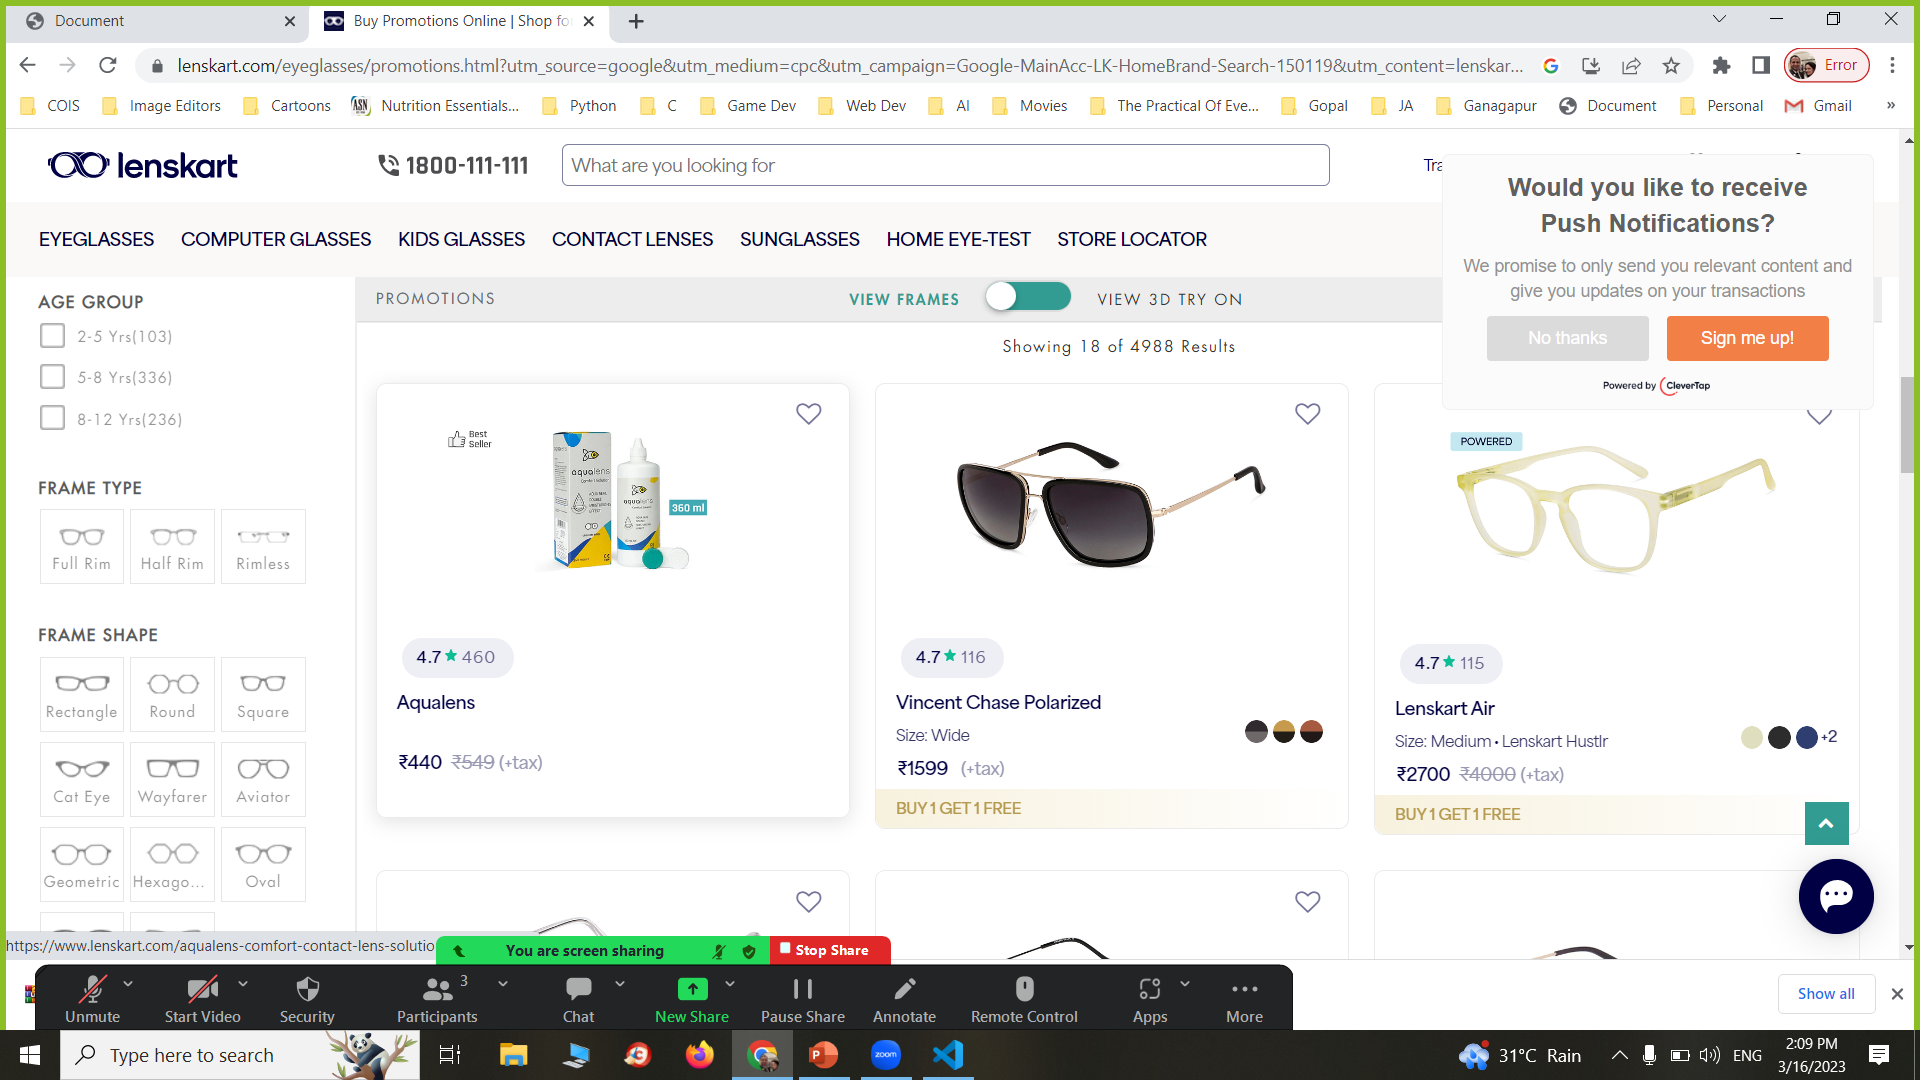 Document
Buy Promotions Online | Shop fo
lenskart.com/eyeglasses/promotions.html?utm_source=google&utm_medium=cpc&utm_campaign=Google-MainAcc-LK-HomeBrand-Search-150119&utm_content=lenskar...
Error
COIS
Image Editors
Cartoons
ASN
Nutrition Essentials...
Python
C
Game Dev
Web Dev
AI
Movies
The Practical Of Eve...
Gopal
JA
Ganagapur
Document
Personal
Gmail
»
lenskart
1800-111-111
What are you looking for
Tra
Would you like to receive
Push Notifications?
We promise to only send you relevant content and
give you updates on your transactions
No thanks
Sign me up!
Powered by CleverTap
EYEGLASSES
COMPUTER GLASSES
KIDS GLASSES
CONTACT LENSES
SUNGLASSES
HOME EYE-TEST
STORE LOCATOR
AGE GROUP
2-5 Yrs(103)
5-8 Yrs(336)
8-12 Yrs(236)
FRAME TYPE
Full Rim
Half Rim
Rimless
FRAME SHAPE
Rectangle
Round
Square
Cat Eye
Wayfarer
Aviator
Geometric
Hexago...
Oval
PROMOTIONS
VIEW FRAMES
VIEW 3D TRY ON
Showing 18 of 4988 Results
Best
Seller
aqualens
aqualens
360 ml
4.7 ★ 460
Aqualens
₹440 ₹549 (+tax)
4.7 ★ 116
Vincent Chase Polarized
Size: Wide
₹1599 (+tax)
BUY 1 GET 1 FREE
POWERED
4.7 ★ 115
Lenskart Air
Size: Medium • Lenskart Hustlr
+2
₹2700 ₹4000 (+tax)
BUY 1 GET 1 FREE
https://www.lenskart.com/aqualens-comfort-contact-lens-solutio
You are screen sharing
Stop Share
Unmute
Start Video
Security
3
Participants
Chat
New Share
Pause Share
Annotate
Remote Control
Apps
More
Show all
Type here to search
zoom
31°C Rain
ENG
2:09 PM
3/16/2023